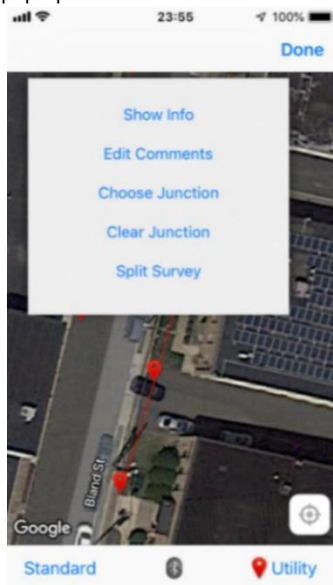 23:55 100%
Done
Show Info
Edit Comments
Choose Junction
Clear Junction
Split Survey
Bland St
Google
Standard Utility